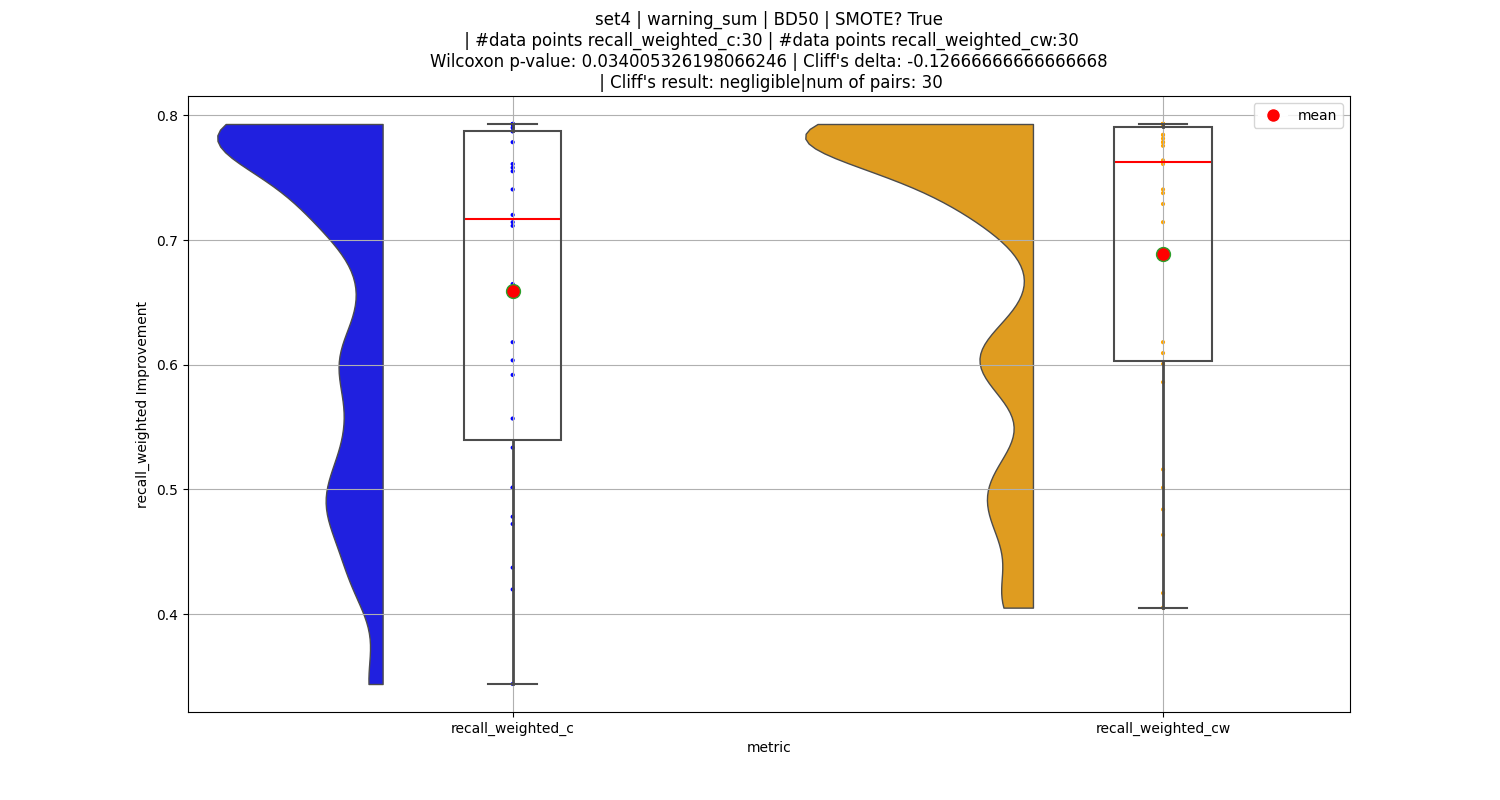 set4 | warning_sum | BD50 | SMOTE? True
| #data points recall_weighted_c:30 | #data points recall_weighted_cw:30
Wilcoxon p-value: 0.034005326198066246 | Cliff's delta: -0.12666666666666668
| Cliff's result: negligible|num of pairs: 30
mean
0.8
0.7
0.6
0.5
0.4
recall_weighted Improvement
recall_weighted_c
recall_weighted_cw
metric